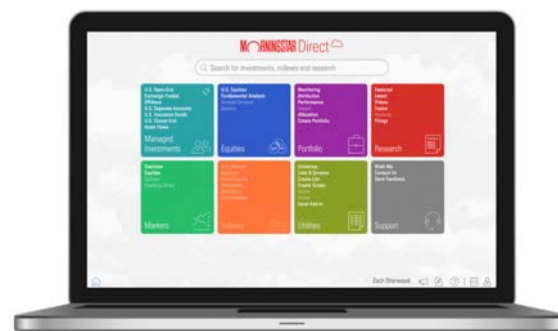 MORNINGSTAR Direct
Search for investments, indexes and research
U.S. Open-End
Exchange-Traded
Offshore
U.S. Separate Accounts
U.S. Insurance Funds
U.S. Closed-End
Asset Flows
Managed
Investments
U.S. Equities
Fundamental Analysis
Equities
Monitoring
Attribution
Performance
Allocation
Create Portfolio
Portfolio
Featured
Latest
Videos
Topics
Filings
Research
Overview
Equities
Markets
Universes
Lists & Screens
Create List
Create Screen
Excel Add-in
Utilities
Walk Me
Contact Us
Send Feedback
Support
Zach Sherwood